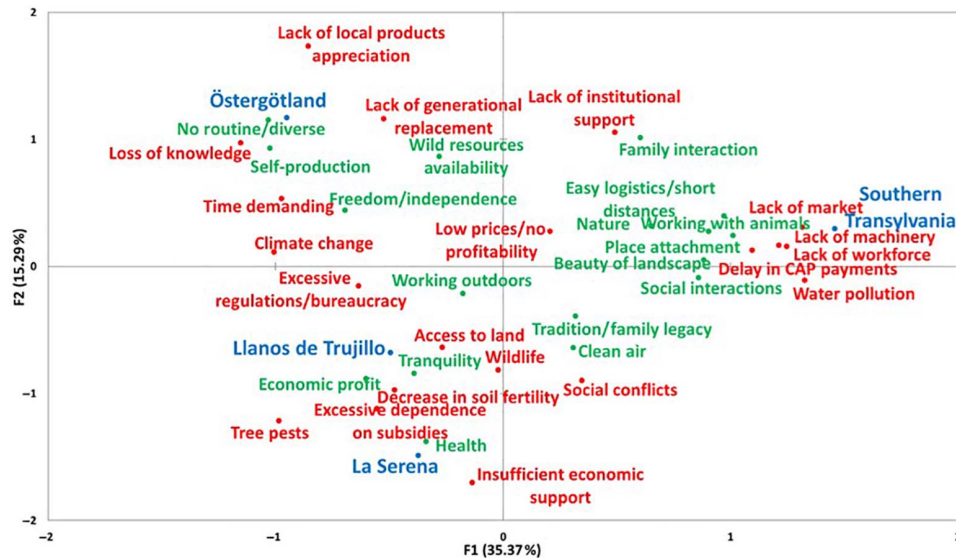 2
Lack of local products
appreciation
Östergötland
No routine/diverse
Loss of knowledge
Self-production
Lack of generational
replacement
Wild resources
availability
Lack of institutional
support
Family interaction
1
Time demanding
Freedom/independence
Easy logistics/short
distances
Southern
Transylvania
Lack of market
Nature
Working with animals
Low prices/no
profitability
Climate change
Place attachment
Lack of machinery
Lack of workforce
Beauty of landscape
Delay in CAP payments
0
Excessive
regulations/bureaucracy
Working outdoors
Social interactions
Water pollution
F2 (15.29%)
Access to land
Tradition/family legacy
Llanos de Trujillo
Tranquility
Wildlife
Clean air
Economic profit
Decrease in soil fertility
Social conflicts
-1
Excessive dependence
on subsidies
Tree pests
Health
La Serena
Insufficient economic
support
-2
-2
-1
0
1
F1 (35.37%)